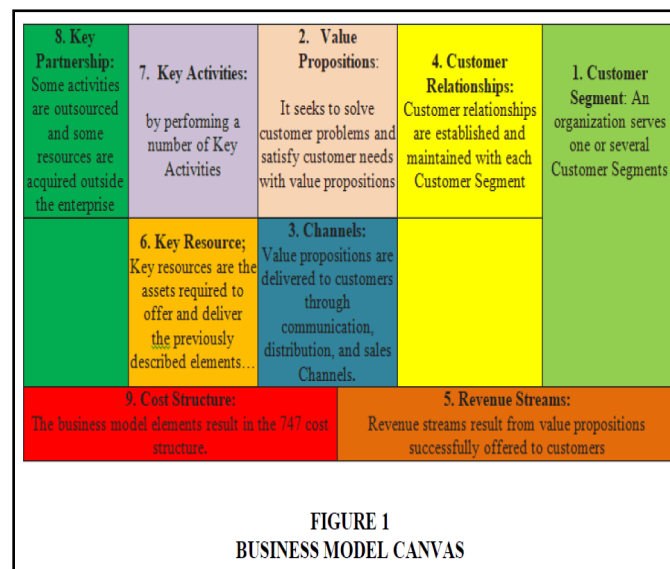 8. Key
Partnership:
Some activities
are outsourced
and some
resources are
acquired outside
the enterprise
7. Key Activities:
by performing a
number of Key
Activities
2. Value
Propositions:
It seeks to solve
customer problems and
satisfy customer needs
with value propositions
4. Customer
Relationships:
Customer relationships
are established and
maintained with each
Customer Segment
1. Customer
Segment: An
organization serves
one or several
Customer Segments
6. Key Resource;
Key resources are the
assets required to
offer and deliver
the previously
described elements…
3. Channels:
Value propositions are
delivered to customers
through
communication,
distribution, and sales
Channels.
9. Cost Structure:
The business model elements result in the 747 cost
structure.
5. Revenue Streams:
Revenue streams result from value propositions
successfully offered to customers
FIGURE 1
BUSINESS MODEL CANVAS